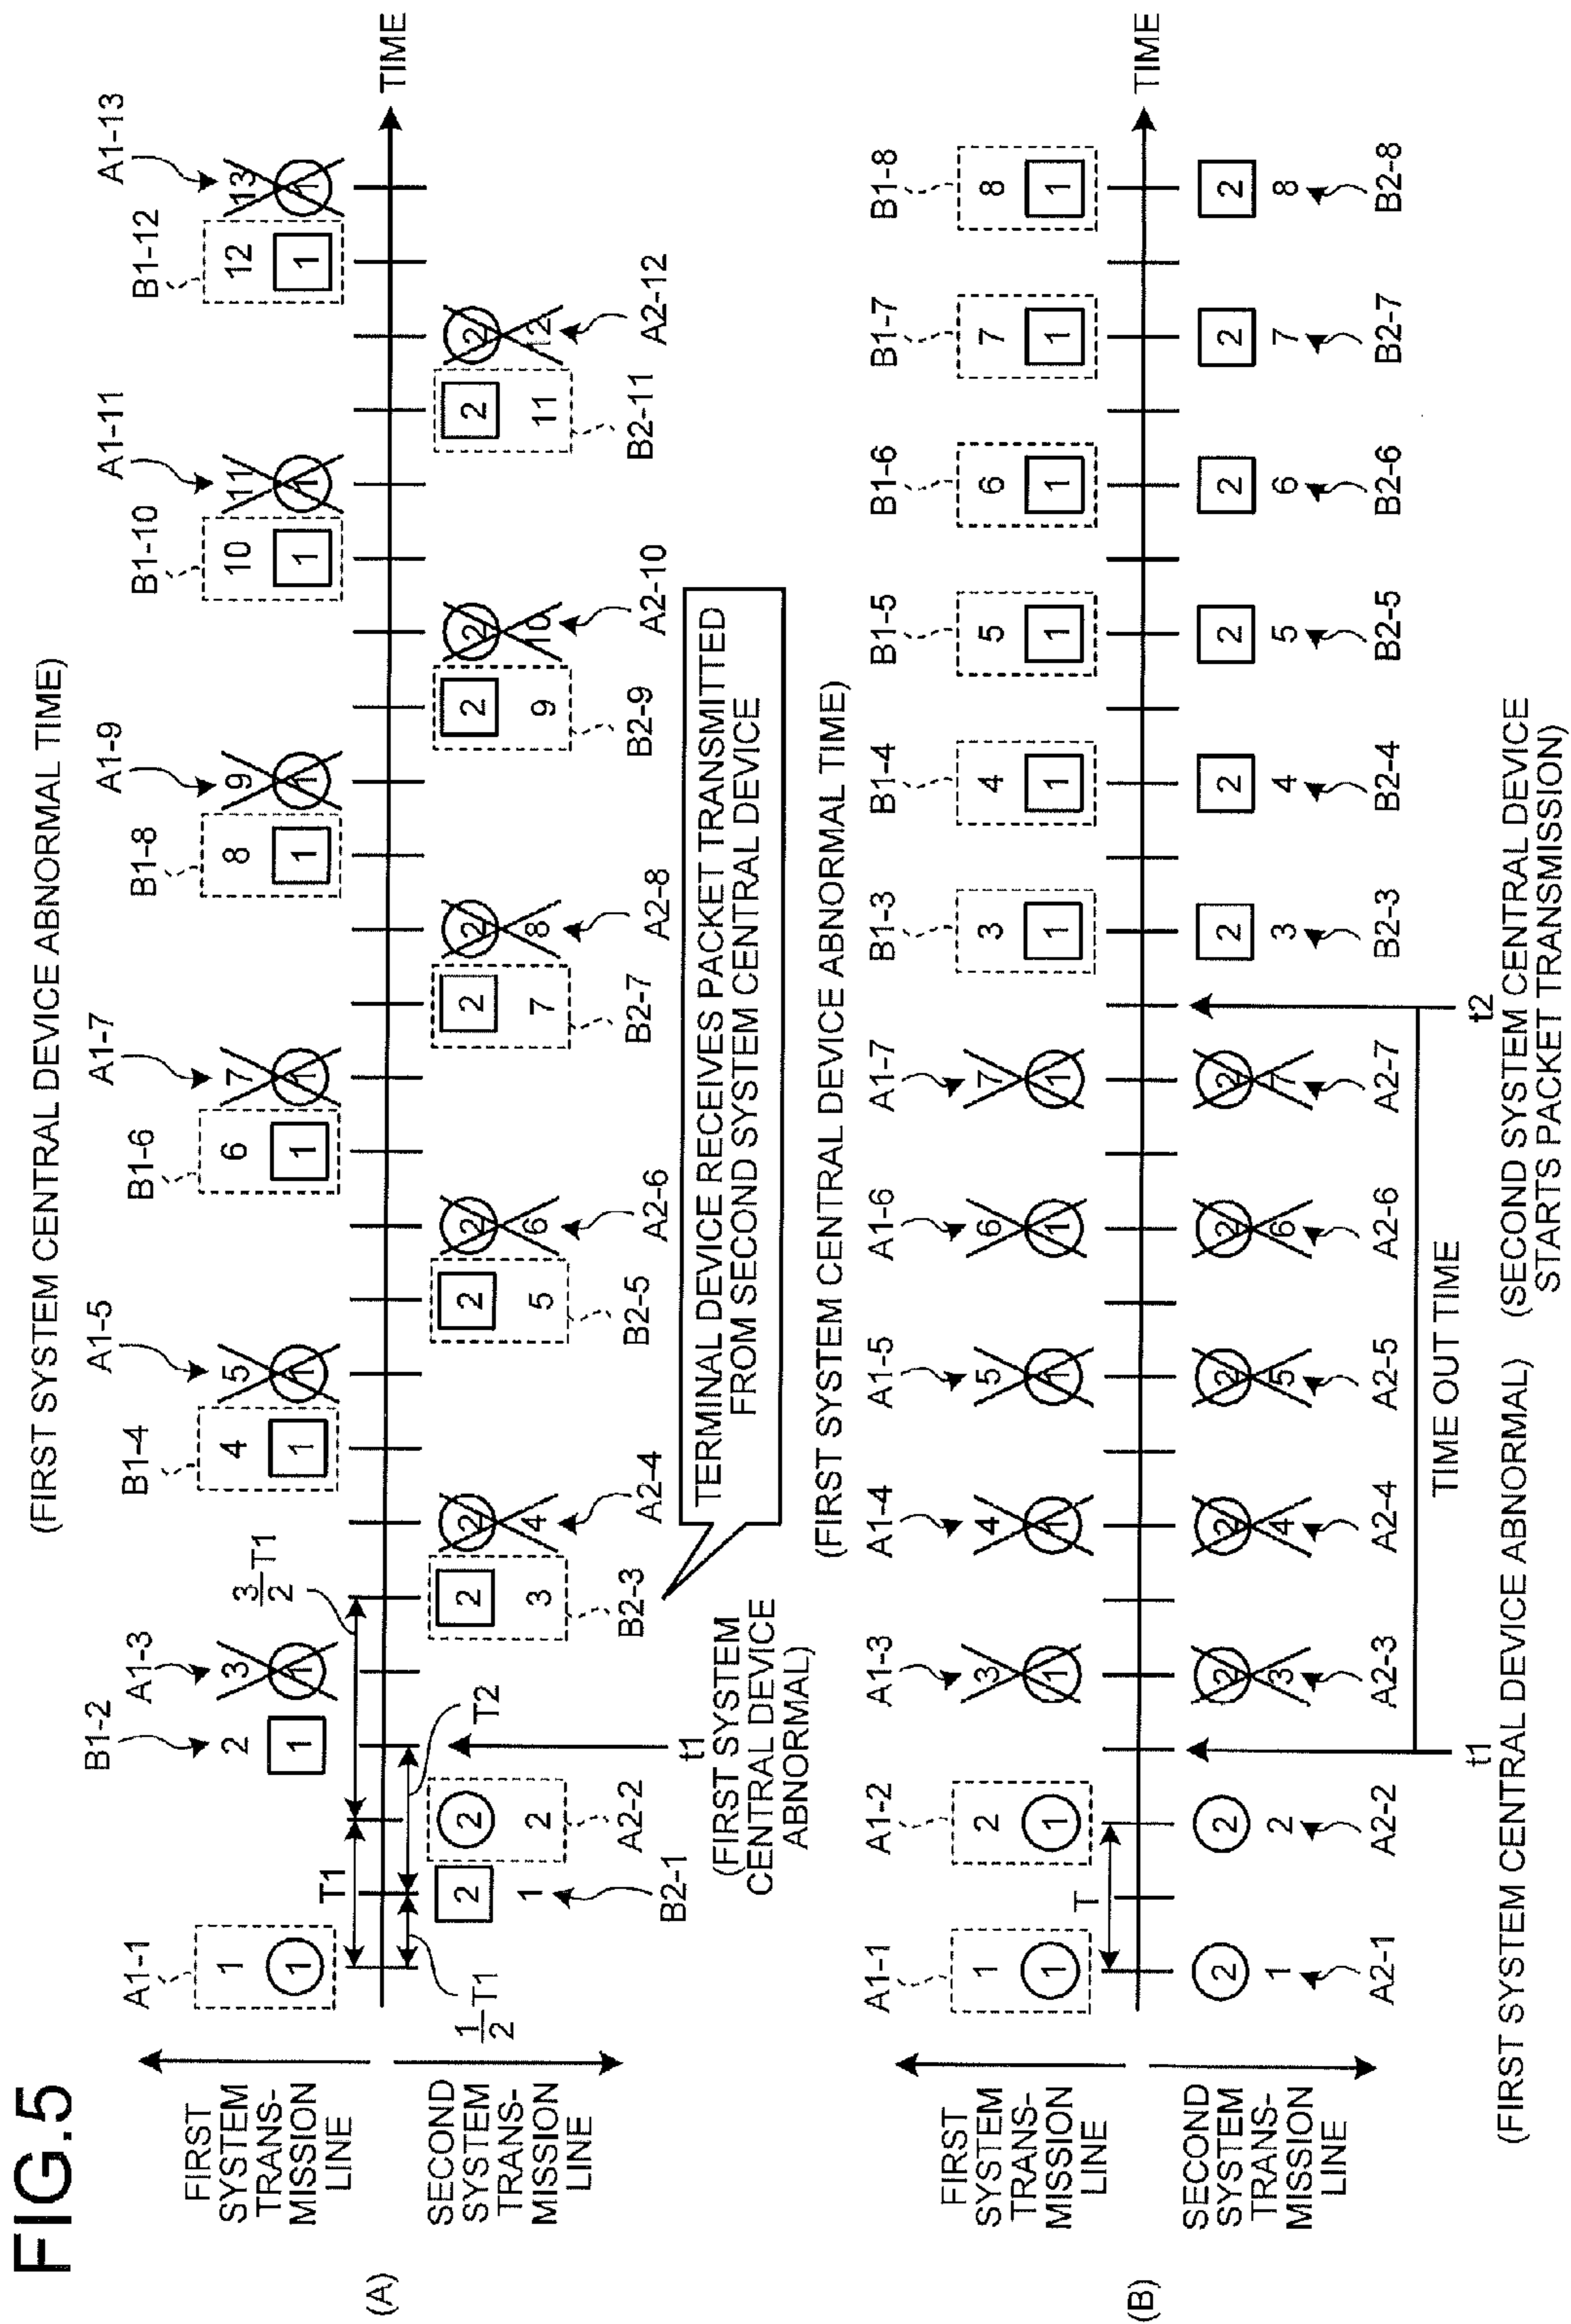 FIG.5
(A)
(FIRST SYSTEM CENTRAL DEVICE ABNORMAL TIME)
FIRST
SYSTEM
TRANS-
MISSION
LINE
SECOND
SYSTEM
TRANS-
MISSION
LINE
A1-1
B1-2
A1-3
B1-4
A1-5
B1-6
A1-7
B1-8
A1-9
B1-10
A1-11
B1-12
A1-13
1
2
3
4
5
6
7
8
9
10
11
12
13
1
1
1
1
1
1
1
1
1
1
1
1
1
T1
3/2 T1
TIME
1/2 T1
T2
2
2
2
2
2
2
2
2
2
2
2
2
1
2
3
4
5
6
7
8
9
10
11
12
B2-1
A2-2
B2-3
A2-4
B2-5
A2-6
B2-7
A2-8
B2-9
A2-10
B2-11
A2-12
t1
(FIRST SYSTEM
CENTRAL DEVICE
ABNORMAL)
TERMINAL DEVICE RECEIVES PACKET TRANSMITTED
FROM SECOND SYSTEM CENTRAL DEVICE
(B)
(FIRST SYSTEM CENTRAL DEVICE ABNORMAL TIME)
FIRST
SYSTEM
TRANS-
MISSION
LINE
SECOND
SYSTEM
TRANS-
MISSION
LINE
A1-1
A1-2
A1-3
A1-4
A1-5
A1-6
A1-7
B1-3
B1-4
B1-5
B1-6
B1-7
B1-8
1
2
3
4
5
6
7
3
4
5
6
7
8
1
1
1
1
1
1
1
1
1
1
1
1
1
T
TIME
2
2
2
2
2
2
2
2
2
2
2
2
2
1
2
3
4
5
6
7
3
4
5
6
7
8
A2-1
A2-2
A2-3
A2-4
A2-5
A2-6
A2-7
B2-3
B2-4
B2-5
B2-6
B2-7
B2-8
TIME OUT TIME
t1
t2
(FIRST SYSTEM CENTRAL DEVICE ABNORMAL)
(SECOND SYSTEM CENTRAL DEVICE
STARTS PACKET TRANSMISSION)